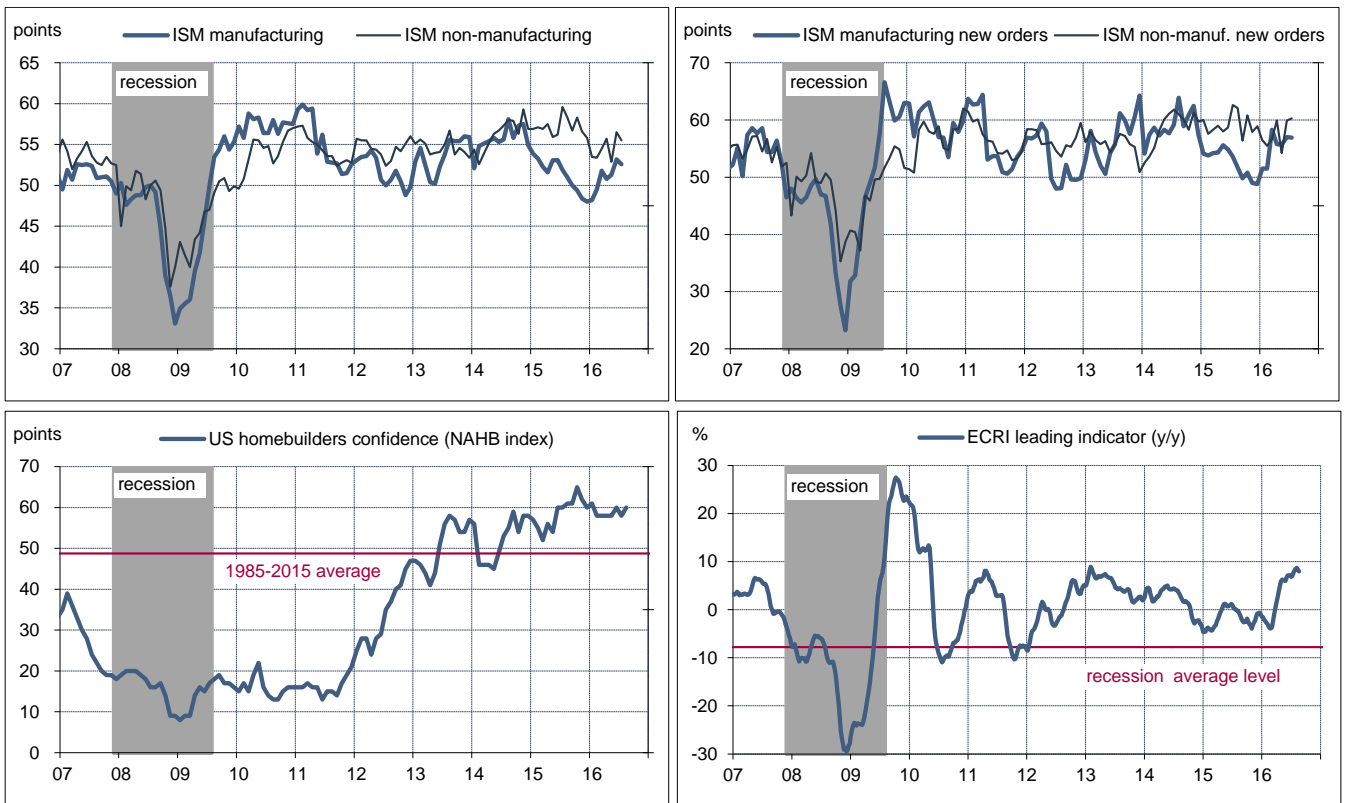 points
ISM manufacturing
ISM non-manufacturing
recession
65
60
55
50
45
40
35
30
07 08 09 10 11 12 13 14 15 16
points
ISM manufacturing new orders
ISM non-manuf. new orders
recession
70
60
50
40
30
20
07 08 09 10 11 12 13 14 15 16
points
US homebuilders confidence (NAHB index)
recession
1985-2015 average
70
60
50
40
30
20
10
0
07 08 09 10 11 12 13 14 15 16
%
ECRI leading indicator (y/y)
recession
recession average level
30
20
10
0
-10
-20
-30
07 08 09 10 11 12 13 14 15 16